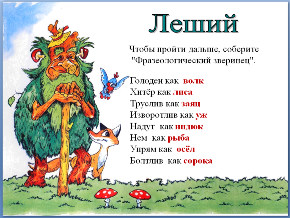 Леший
Чтобы пройти дальше, соберите
"Фразеологический зверинец".
Голоден как волк
Хитёр как лиса
Труслив как заяц
Изворотлив как уж
Надут как индюк
Нем как рыба
Упрям как осёл
Болтлив как сорока